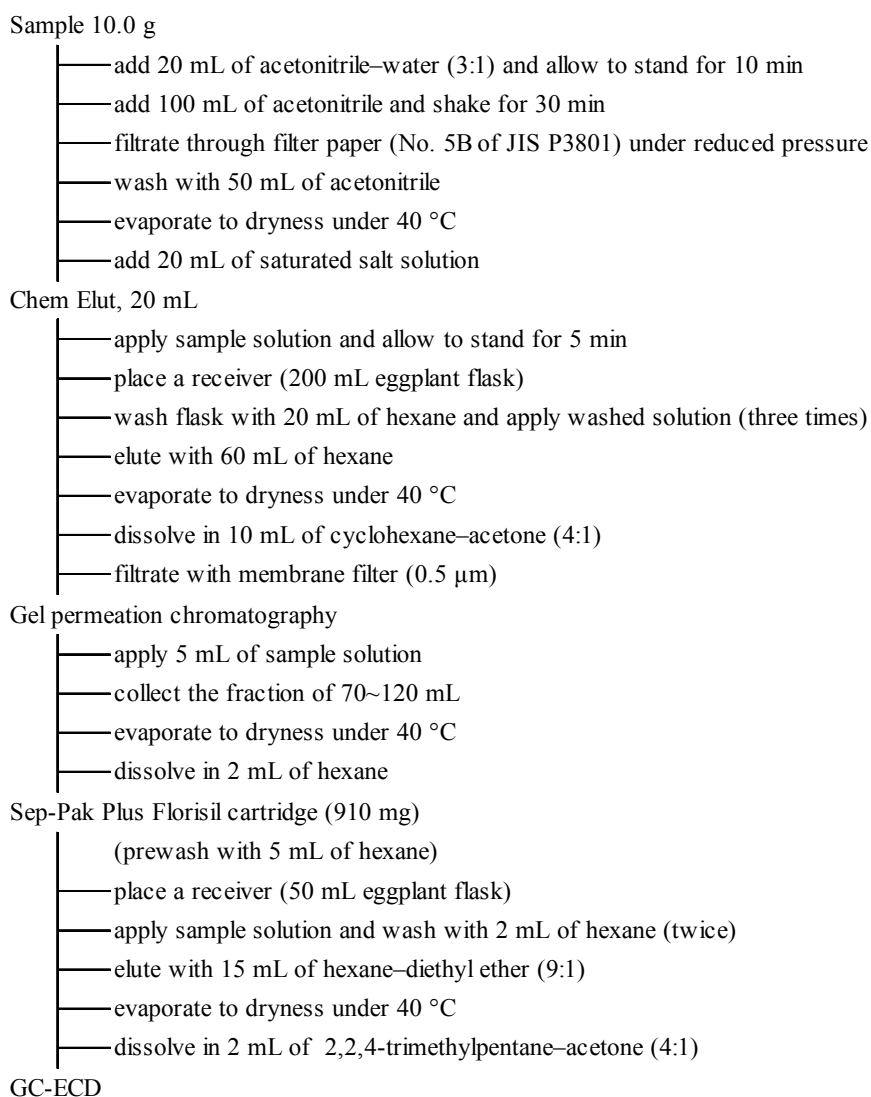 Sample 10.0 g
add 20 mL of acetonitrile–water (3:1) and allow to stand for 10 min
add 100 mL of acetonitrile and shake for 30 min
filtrate through filter paper (No. 5B of JIS P3801) under reduced pressure
wash with 50 mL of acetonitrile
evaporate to dryness under 40 °C
add 20 mL of saturated salt solution
Chem Elut, 20 mL
apply sample solution and allow to stand for 5 min
place a receiver (200 mL eggplant flask)
wash flask with 20 mL of hexane and apply washed solution (three times)
elute with 60 mL of hexane
evaporate to dryness under 40 °C
dissolve in 10 mL of cyclohexane–acetone (4:1)
filtrate with membrane filter (0.5 µm)
Gel permeation chromatography
apply 5 mL of sample solution
collect the fraction of 70~120 mL
evaporate to dryness under 40 °C
dissolve in 2 mL of hexane
Sep-Pak Plus Florisil cartridge (910 mg)
(prewash with 5 mL of hexane)
place a receiver (50 mL eggplant flask)
apply sample solution and wash with 2 mL of hexane (twice)
elute with 15 mL of hexane–diethyl ether (9:1)
evaporate to dryness under 40 °C
dissolve in 2 mL of 2,2,4-trimethylpentane–acetone (4:1)
GC-ECD